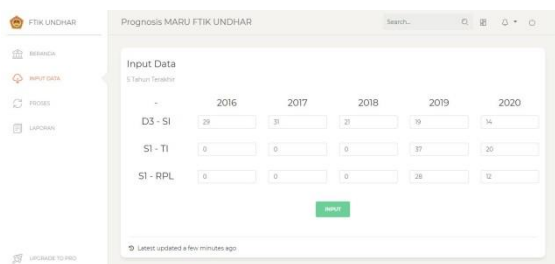 FTIK UNDHAR
Prognosis MARU FTIK UNDHAR
Search...
BERANDA
INPUT DATA
PROSES
LAPORAN
UPGRADE TO PRO
Input Data
5 Tahun Terakhir
- 2016 2017 2018 2019 2020
D3 - SI 29 31 21 19 14
S1 - TI 0 0 0 37 20
S1 - RPL 0 0 0 28 12
INPUT
Latest updated a few minutes ago